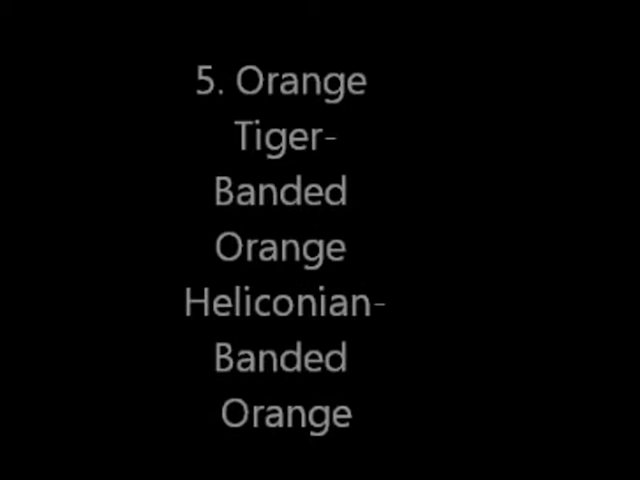 5. Orange
Tiger-
Banded
Orange
Heliconian-
Banded
Orange